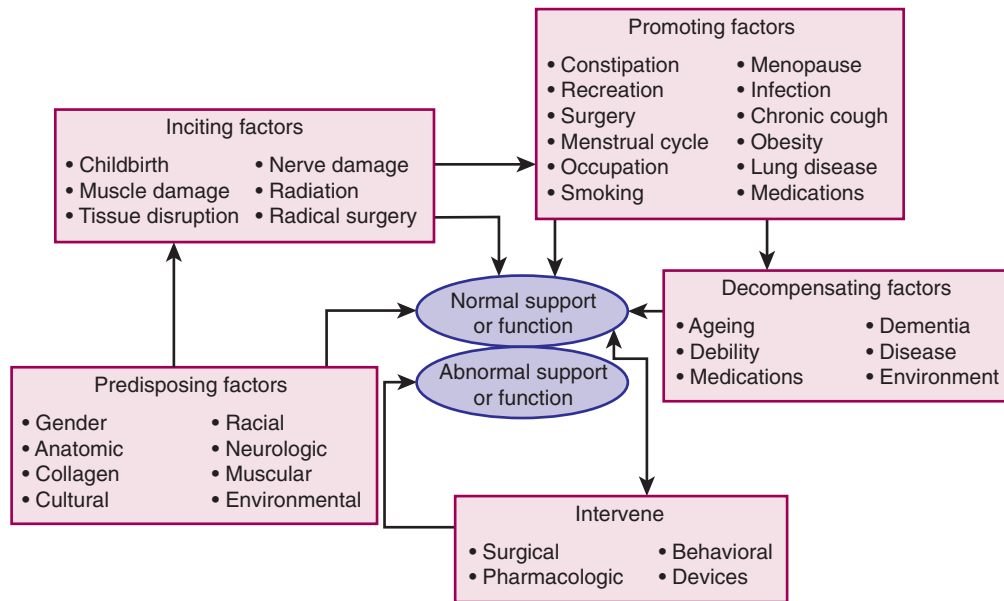 Promoting factors
• Constipation
• Recreation
• Surgery
• Menstrual cycle
• Occupation
• Smoking
• Menopause
• Infection
• Chronic cough
• Obesity
• Lung disease
• Medications
Inciting factors
• Childbirth
• Muscle damage
• Tissue disruption
• Nerve damage
• Radiation
• Radical surgery
Normal support
or function
Abnormal support
or function
Decompensating factors
• Ageing
• Debility
• Medications
• Dementia
• Disease
• Environment
Predisposing factors
• Gender
• Anatomic
• Collagen
• Cultural
• Racial
• Neurologic
• Muscular
• Environmental
Intervene
• Surgical
• Pharmacologic
• Behavioral
• Devices